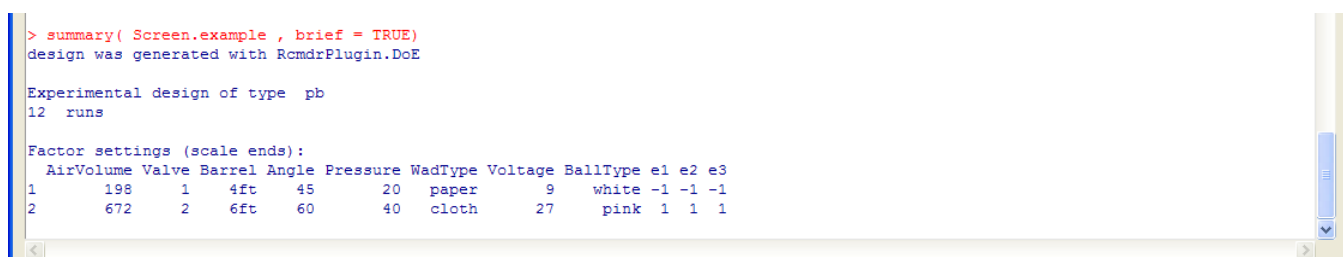 > summary( Screen.example , brief = TRUE)
design was generated with RcmdrPlugin.DoE
Experimental design of type  pb
12  runs
Factor settings (scale ends):
  AirVolume Valve Barrel Angle Pressure WadType Voltage BallType e1 e2 e3
1       198     1    4ft    45       20   paper       9    white -1 -1 -1
2       672     2    6ft    60       40   cloth      27     pink  1  1  1